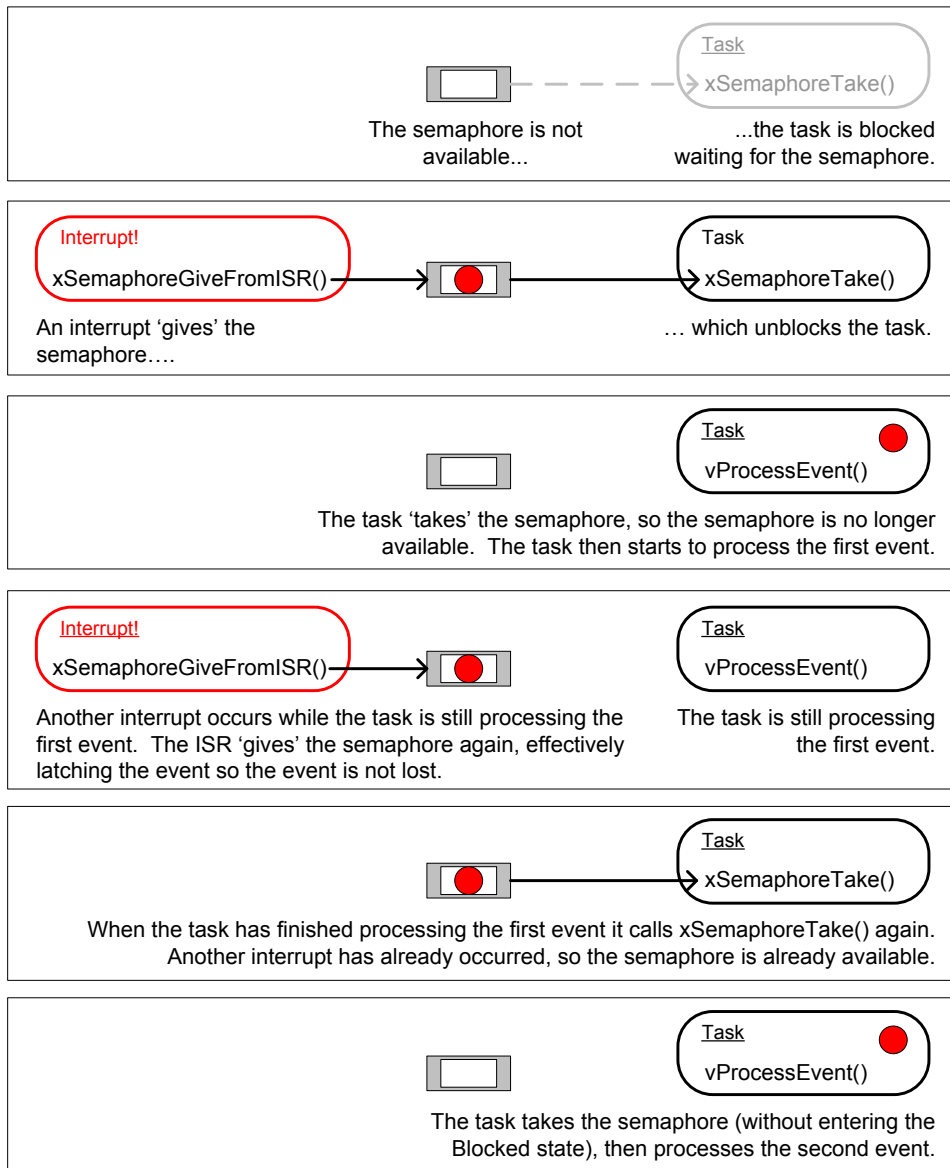 Task
xSemaphoreTake()
The semaphore is not
available...
...the task is blocked
waiting for the semaphore.
Interrupt!
xSemaphoreGiveFromISR()
Task
xSemaphoreTake()
An interrupt ‘gives’ the
semaphore….
… which unblocks the task.
Task
vProcessEvent()
The task ‘takes’ the semaphore, so the semaphore is no longer
available. The task then starts to process the first event.
Interrupt!
xSemaphoreGiveFromISR()
Task
vProcessEvent()
Another interrupt occurs while the task is still processing the
first event. The ISR ‘gives’ the semaphore again, effectively
latching the event so the event is not lost.
The task is still processing
the first event.
Task
xSemaphoreTake()
When the task has finished processing the first event it calls xSemaphoreTake() again.
Another interrupt has already occurred, so the semaphore is already available.
Task
vProcessEvent()
The task takes the semaphore (without entering the
Blocked state), then processes the second event.